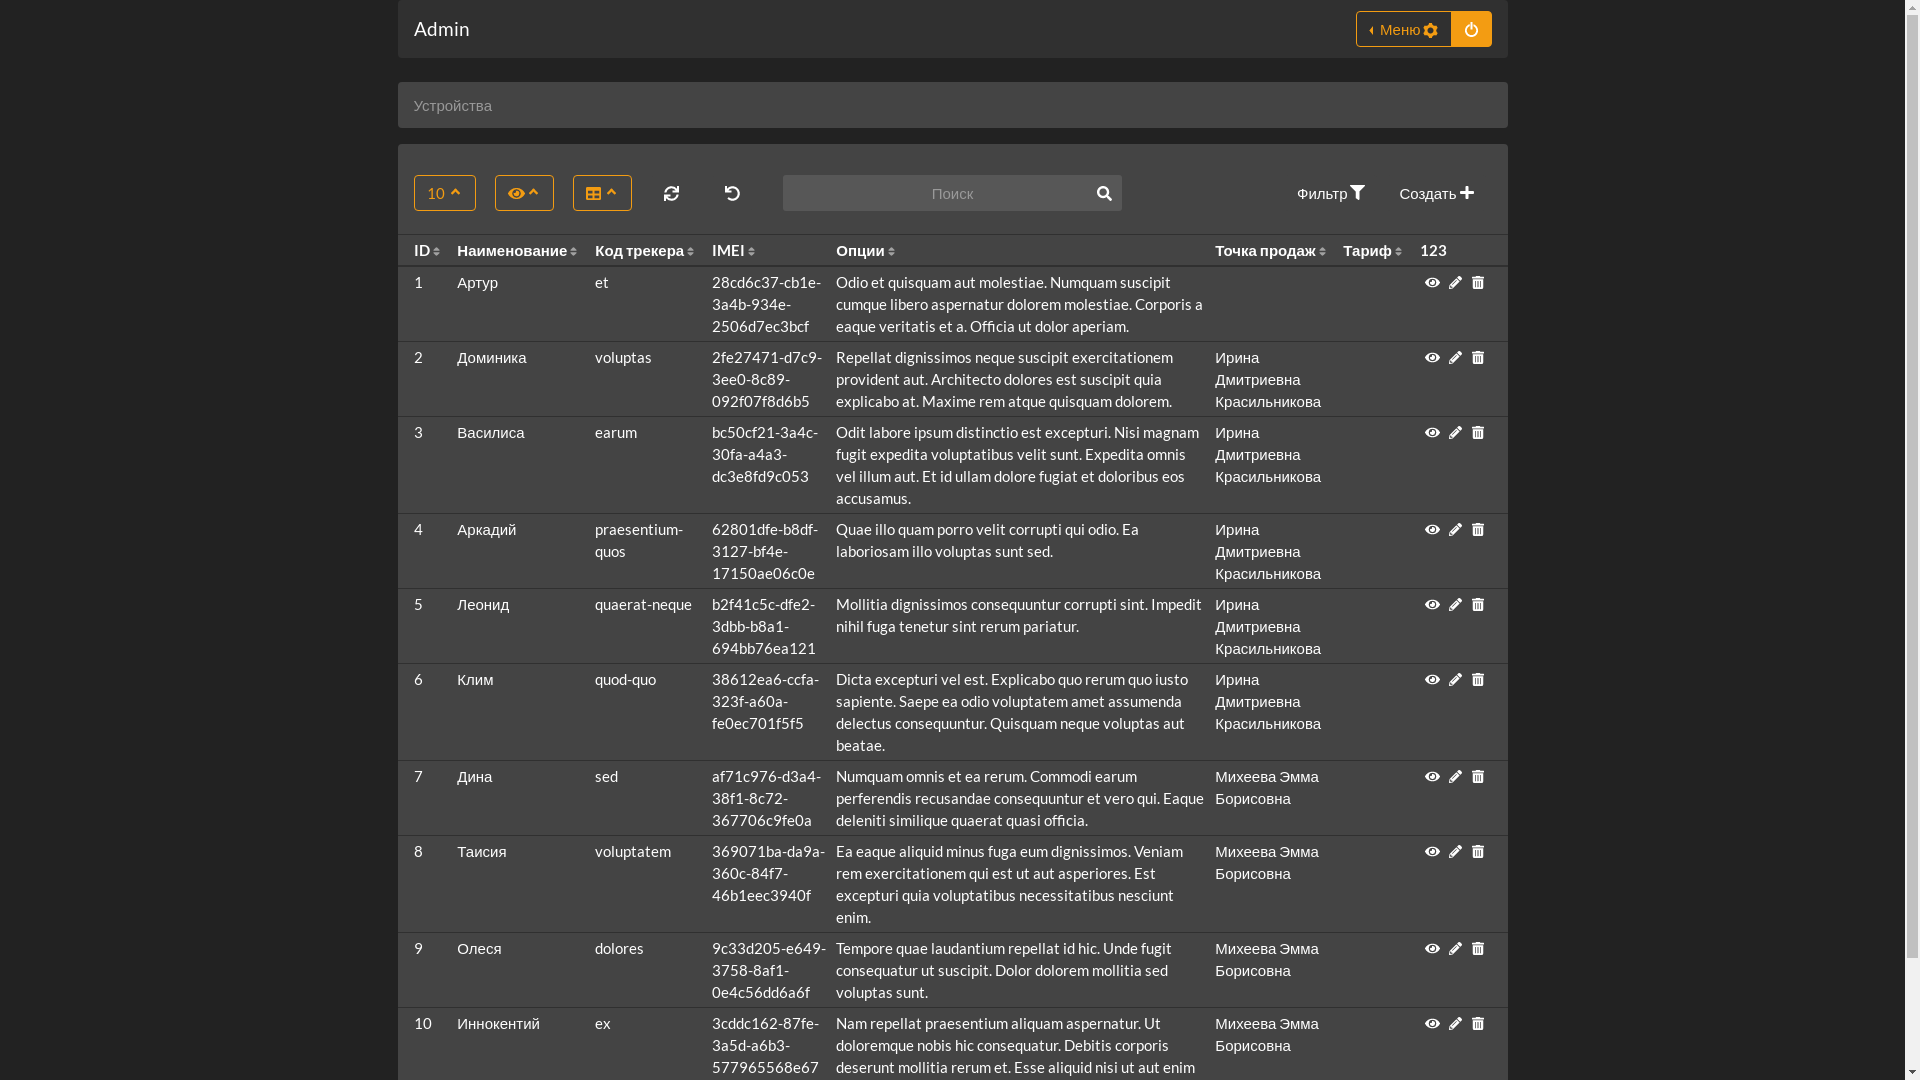 Admin
Меню
Устройства
10
Поиск
Фильтр
Создать
ID Наименование Код трекера IMEI Опции Точка продаж Тариф 123
1 Артур et 28cd6c37-cb1e- Odio et quisquam aut molestiae. Numquam suscipit
3a4b-934e- cumque libero aspernatur dolorem molestiae. Corporis a
2506d7ec3bcf eaque veritatis et a. Officia ut dolor aperiam.
2 Доминика voluptas 2fe27471-d7c9- Repellat dignissimos neque suscipit exercitationem Ирина
3ee0-8c89- provident aut. Architecto dolores est suscipit quia Дмитриевна
092f07f8d6b5 explicabo at. Maxime rem atque quisquam dolorem. Красильникова
3 Василиса earum bc50cf21-3a4c- Odit labore ipsum distinctio est excepturi. Nisi magnam Ирина
30fa-a4a3- fugit expedita voluptatibus velit sunt. Expedita omnis Дмитриевна
dc3e8fd9c053 vel illum aut. Et id ullam dolore fugiat et doloribus eos Красильникова
accusamus.
4 Аркадий praesentium- 62801dfe-b8df- Quae illo quam porro velit corrupti qui odio. Ea Ирина
quos 3127-bf4e- laboriosam illo voluptas sunt sed. Дмитриевна
17150ae06c0e Красильникова
5 Леонид quaerat-neque b2f41c5c-dfe2- Mollitia dignissimos consequuntur corrupti sint. Impedit Ирина
3dbb-b8a1- nihil fuga tenetur sint rerum pariatur. Дмитриевна
694bb76ea121 Красильникова
6 Клим quod-quo 38612ea6-ccfa- Dicta excepturi vel est. Explicabo quo rerum quo iusto Ирина
323f-a60a- sapiente. Saepe ea odio voluptatem amet assumenda Дмитриевна
fe0ec701f5f5 delectus consequuntur. Quisquam neque voluptas aut Красильникова
beatae.
7 Дина sed af71c976-d3a4- Numquam omnis et ea rerum. Commodi earum Михеева Эмма
38f1-8c72- perferendis recusandae consequuntur et vero qui. Eaque Борисовна
367706c9fe0a deleniti similique quaerat quasi officia.
8 Таисия voluptatem 369071ba-da9a- Ea eaque aliquid minus fuga eum dignissimos. Veniam Михеева Эмма
360c-84f7- rem exercitationem qui est ut aut asperiores. Est Борисовна
46b1eec3940f excepturi quia voluptatibus necessitatibus nesciunt
enim.
9 Олеся dolores 9c33d205-e649- Tempore quae laudantium repellat id hic. Unde fugit Михеева Эмма
3758-8af1- consequatur ut suscipit. Dolor dolorem mollitia sed Борисовна
0e4c56dd6a6f voluptas sunt.
10 Иннокентий ex 3cddc162-87fe- Nam repellat praesentium aliquam aspernatur. Ut Михеева Эмма
3a5d-a6b3- doloremque nobis hic consequatur. Debitis corporis Борисовна
577965568e67 deserunt mollitia rerum et. Esse aliquid nisi ut aut enim